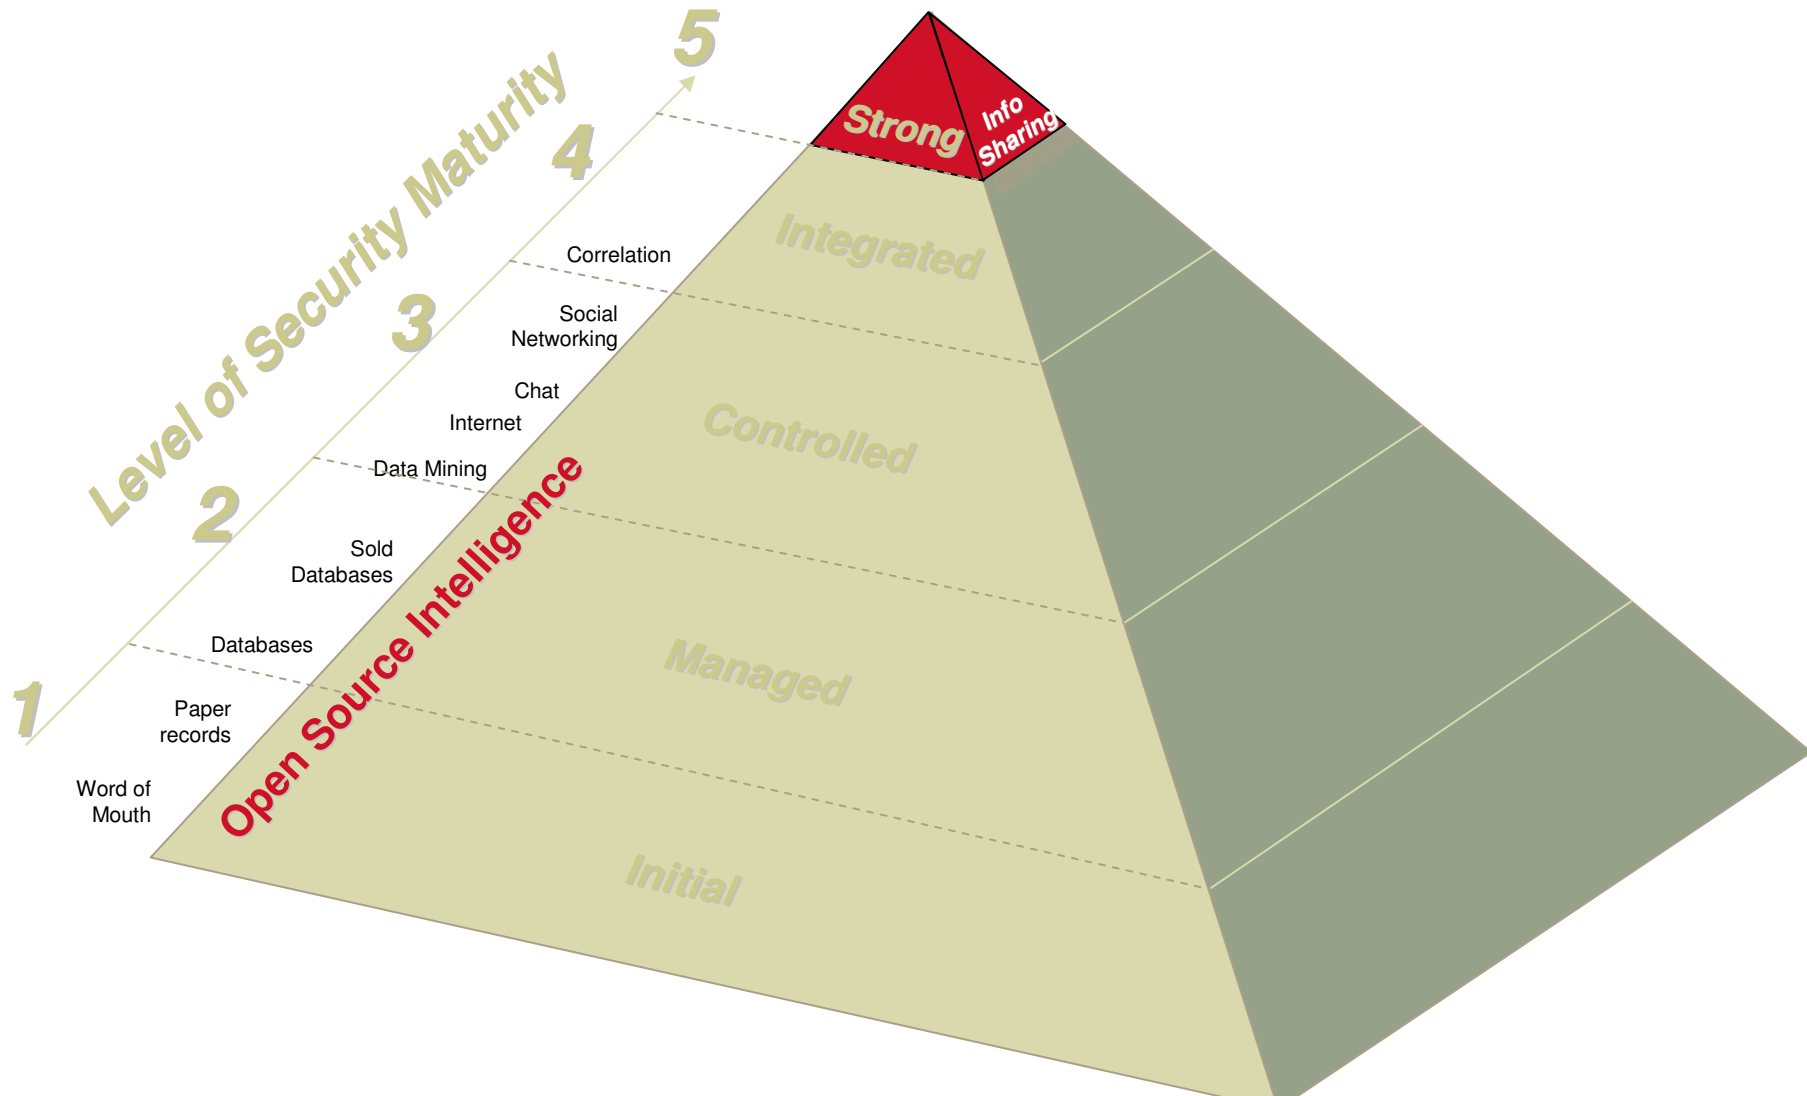 5
Level of Security Maturity
4
3
2
1
Strong
Info
Sharing
Integrated
Correlation
Social
Networking
Chat
Internet
Controlled
Data Mining
Open Source Intelligence
Sold
Databases
Managed
Databases
Paper
records
Word of
Mouth
Initial